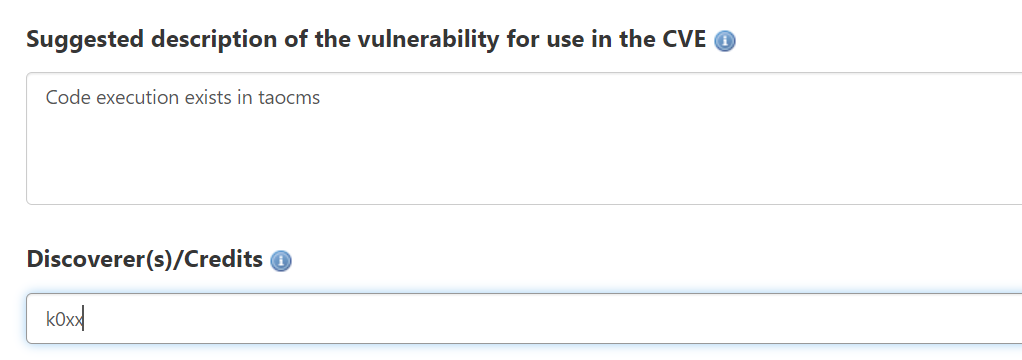 Suggested description of the vulnerability for use in the CVE
Code execution exists in taocms
Discoverer(s)/Credits
k0xx